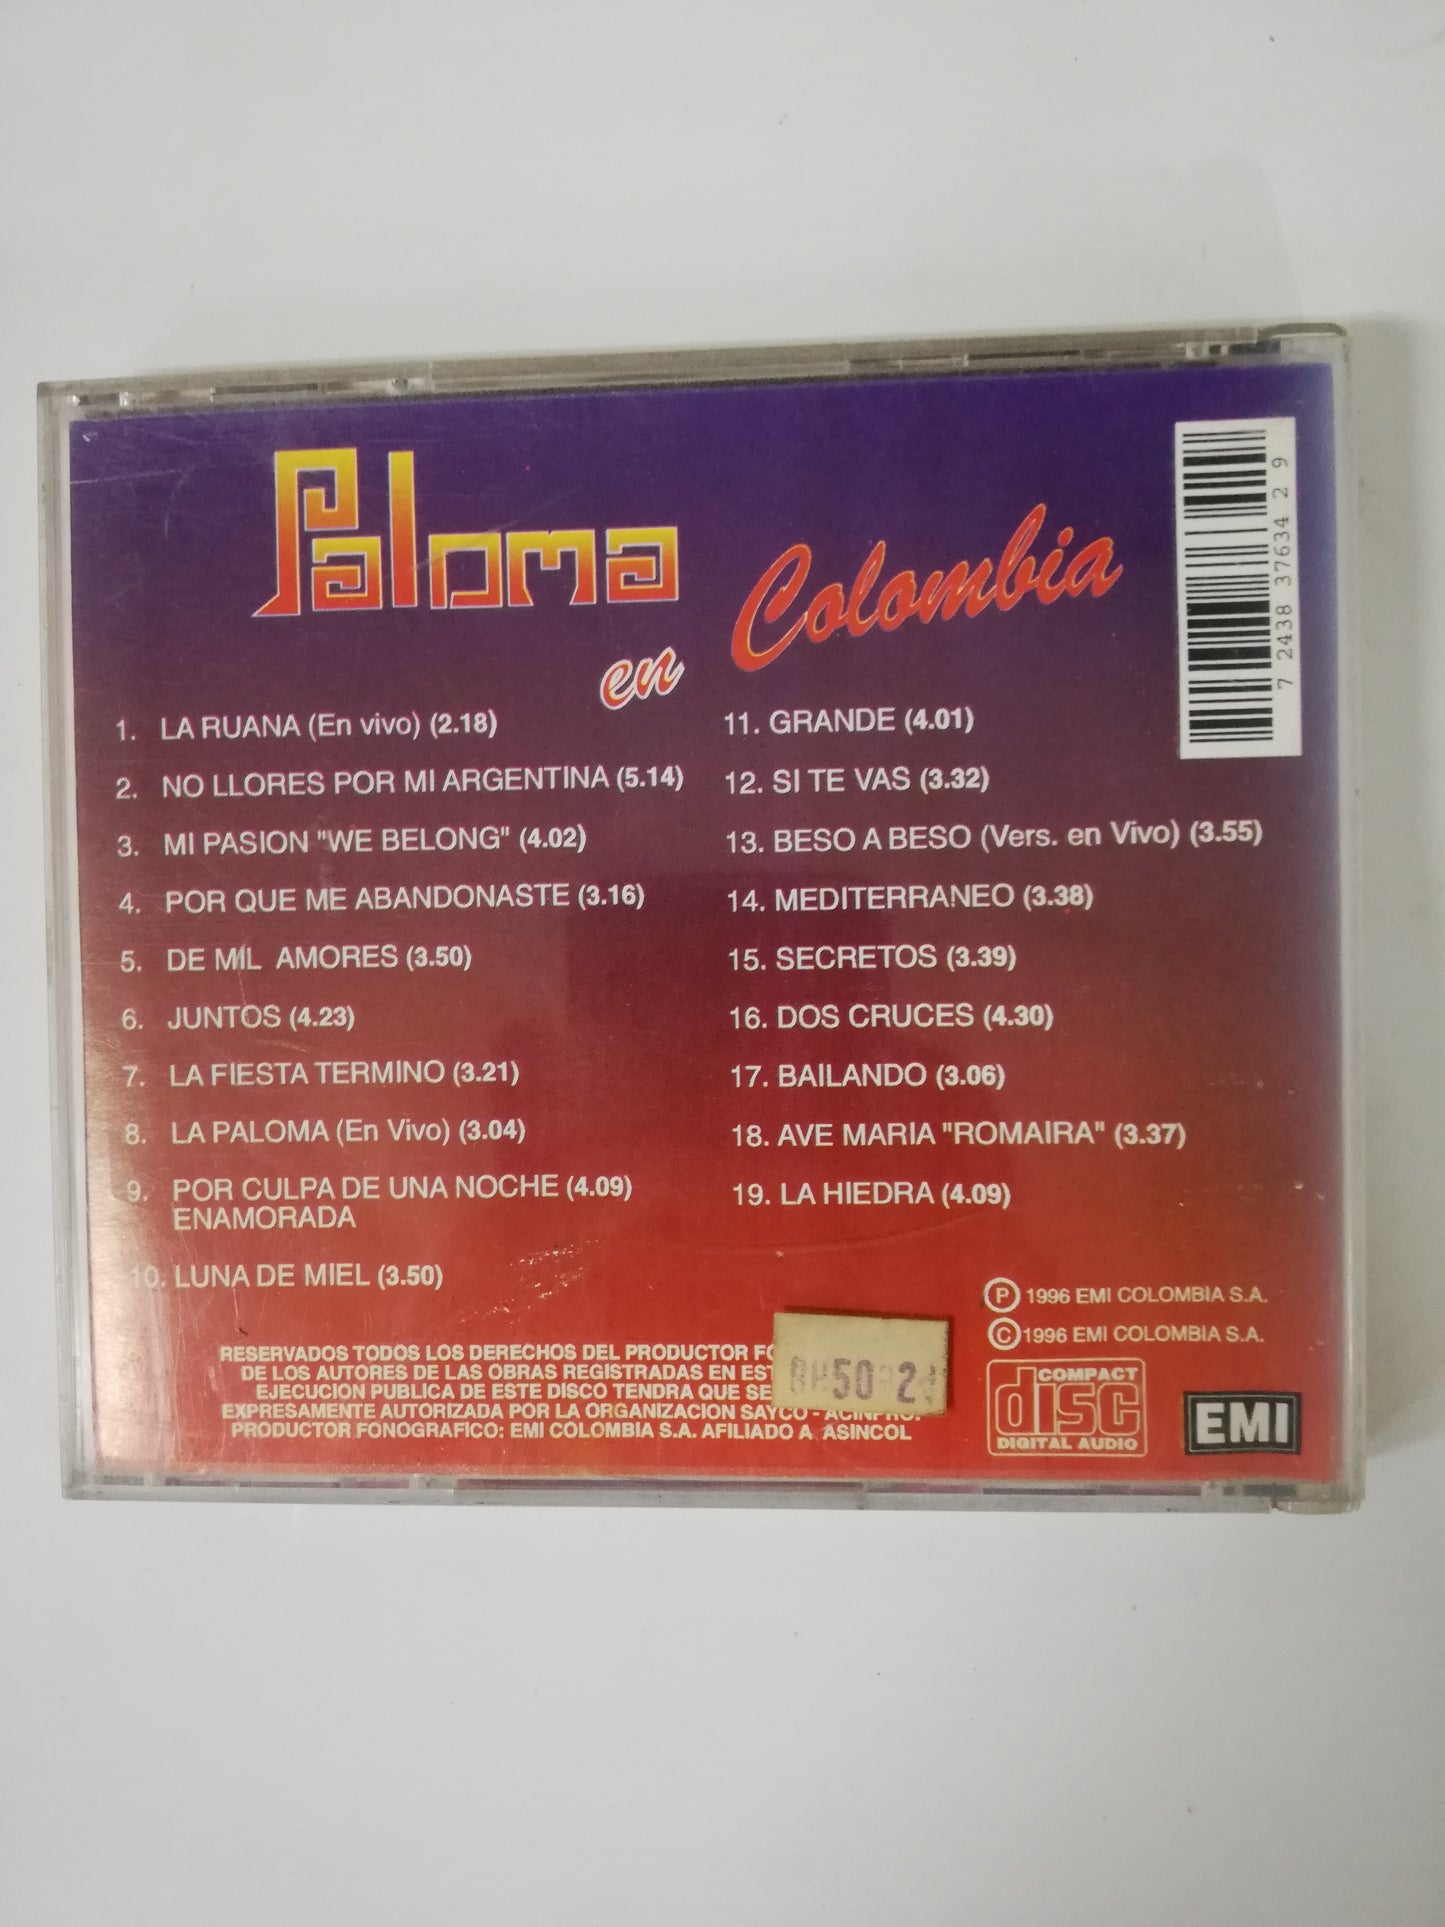 Paloma
en Colombia
7 2438 37634 2 9
1. LA RUANA (En vivo) (2.18)
2. NO LLORES POR MI ARGENTINA (5.14)
3. MI PASION "WE BELONG" (4.02)
4. POR QUE ME ABANDONASTE (3.16)
5. DE MIL AMORES (3.50)
6. JUNTOS (4.23)
7. LA FIESTA TERMINO (3.21)
8. LA PALOMA (En Vivo) (3.04)
9. POR CULPA DE UNA NOCHE (4.09)
ENAMORADA
10. LUNA DE MIEL (3.50)
11. GRANDE (4.01)
12. SI TE VAS (3.32)
13. BESO A BESO (Vers. en Vivo) (3.55)
14. MEDITERRANEO (3.38)
15. SECRETOS (3.39)
16. DOS CRUCES (4.30)
17. BAILANDO (3.06)
18. AVE MARIA "ROMAIRA" (3.37)
19. LA HIEDRA (4.09)
P 1996 EMI COLOMBIA S.A.
C 1996 EMI COLOMBIA S.A.
RESERVADOS TODOS LOS DERECHOS DEL PRODUCTOR
DE LOS AUTORES DE LAS OBRAS REGISTRADAS EN
EJECUCION PUBLICA DE ESTE DISCO TENDRA QUE
EXPRESAMENTE AUTORIZADA POR LA ORGANIZACION SAYCO - ACINPRO.
PRODUCTOR FONOGRAFICO: EMI COLOMBIA S.A. AFILIADO A ASINCOL
COMPACT
disc
DIGITAL AUDIO
EMI